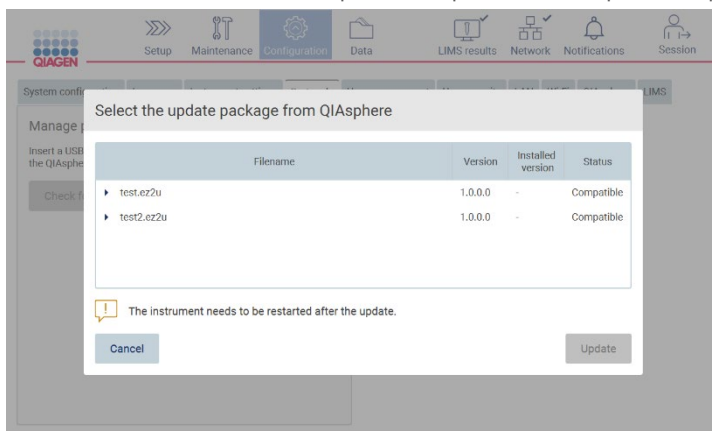 Setup Maintenance Configuration Data LIMS results Network Notifications Session
QIAGEN
System confi LIMS
Select the update package from QIAsphere
Manage p
Insert a USB
the QIAsphe
Check f
Filename Version Installed version Status
test.ez2u 1.0.0.0 - Compatible
test2.ez2u 1.0.0.0 - Compatible
The instrument needs to be restarted after the update.
Cancel Update